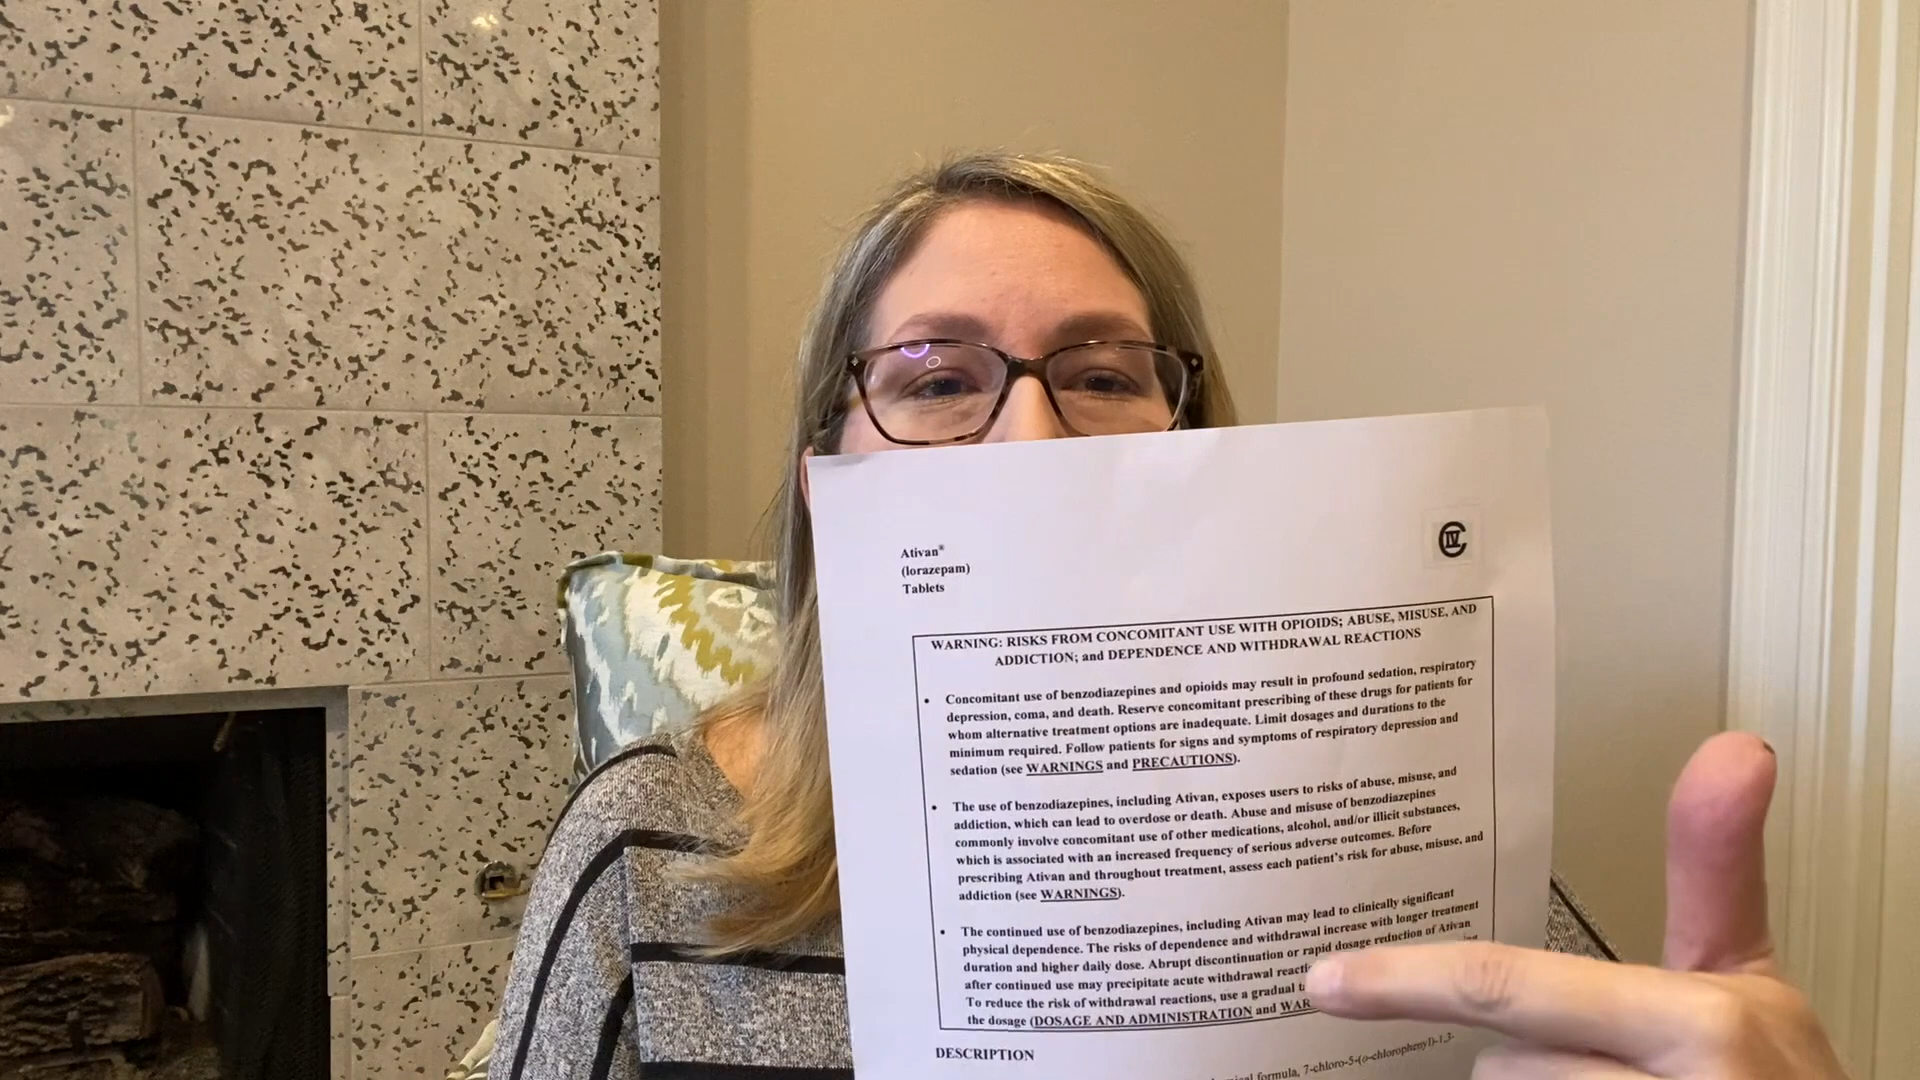 Ativan®
(lorazepam)
Tablets
CIV
WARNING: RISKS FROM CONCOMITANT USE WITH OPIOIDS; ABUSE, MISUSE, AND
ADDICTION; and DEPENDENCE AND WITHDRAWAL REACTIONS
• Concomitant use of benzodiazepines and opioids may result in profound sedation, respiratory
depression, coma, and death. Reserve concomitant prescribing of these drugs for patients for
whom alternative treatment options are inadequate. Limit dosages and durations to the
minimum required. Follow patients for signs and symptoms of respiratory depression and
sedation (see WARNINGS and PRECAUTIONS).
• The use of benzodiazepines, including Ativan, exposes users to risks of abuse, misuse, and
addiction, which can lead to overdose or death. Abuse and misuse of benzodiazepines
commonly involve concomitant use of other medications, alcohol, and/or illicit substances,
which is associated with an increased frequency of serious adverse outcomes. Before
prescribing Ativan and throughout treatment, assess each patient's risk for abuse, misuse, and
addiction (see WARNINGS).
• The continued use of benzodiazepines, including Ativan may lead to clinically significant
physical dependence. The risks of dependence and withdrawal increase with longer treatment
duration and higher daily dose. Abrupt discontinuation or rapid dosage reduction of Ativan
after continued use may precipitate acute withdrawal
To reduce the risk of withdrawal reactions, use a gradual
the dosage (DOSAGE AND ADMINISTRATION and
DESCRIPTION
formula, 7-chloro-5-(o-chlorophenyl)-1,3-